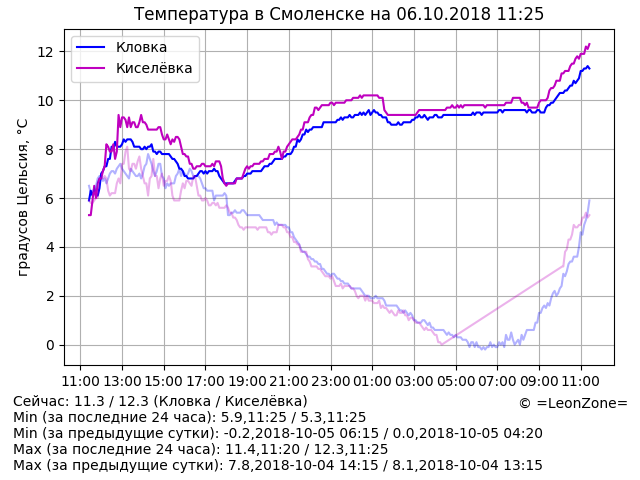 Температура в Смоленске на 06.10.2018 11:25
Кловка
Киселёвка
градусов Цельсия, °C
12
10
8
6
4
2
0
11:00 13:00 15:00 17:00 19:00 21:00 23:00 01:00 03:00 05:00 07:00 09:00 11:00
Сейчас: 11.3 / 12.3 (Кловка / Киселёвка)
© =LeonZone=
Min (за последние 24 часа): 5.9,11:25 / 5.3,11:25
Min (за предыдущие сутки): -0.2,2018-10-05 06:15 / 0.0,2018-10-05 04:20
Max (за последние 24 часа): 11.4,11:20 / 12.3,11:25
Max (за предыдущие сутки): 7.8,2018-10-04 14:15 / 8.1,2018-10-04 13:15